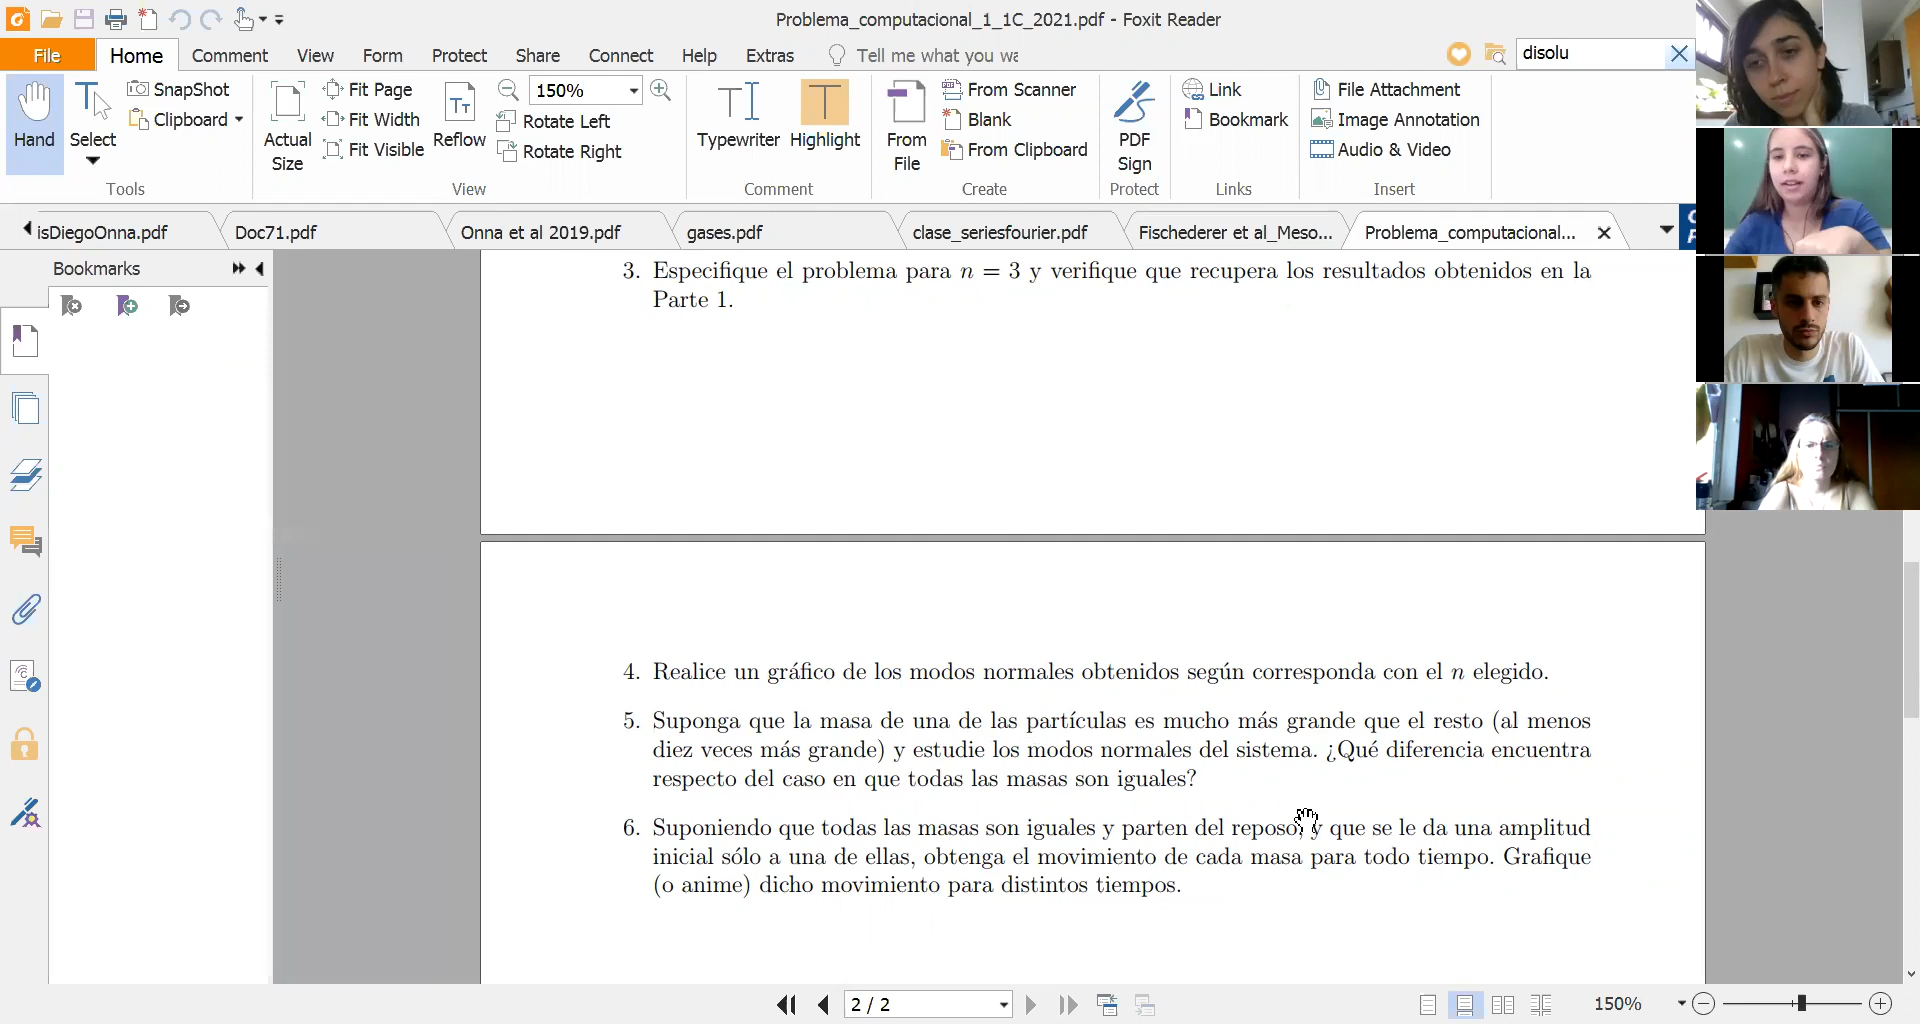 Problema_computacional_1_1C_2021.pdf - Foxit Reader
File Home Comment View Form Protect Share Connect Help Extras Tell me what you wa
disolu
Hand
Select
SnapShot
Clipboard
Tools
Actual Size
Fit Page
Fit Width
Fit Visible
Reflow
150%
Rotate Left
Rotate Right
View
Typewriter
Highlight
Comment
From File
From Scanner
Blank
From Clipboard
Create
PDF Sign
Protect
Link
Bookmark
Links
File Attachment
Image Annotation
Audio & Video
Insert
isDiegoOnna.pdf Doc71.pdf Onna et al 2019.pdf gases.pdf clase_seriesfourier.pdf Fischederer et al_Meso... Problema_computacional...
Bookmarks
3. Especifique el problema para n = 3 y verifique que recupera los resultados obtenidos en la
Parte 1.
4. Realice un gráfico de los modos normales obtenidos según corresponda con el n elegido.
5. Suponga que la masa de una de las partículas es mucho más grande que el resto (al menos
diez veces más grande) y estudie los modos normales del sistema. ¿Qué diferencia encuentra
respecto del caso en que todas las masas son iguales?
6. Suponiendo que todas las masas son iguales y parten del reposo, y que se le da una amplitud
inicial sólo a una de ellas, obtenga el movimiento de cada masa para todo tiempo. Grafique
(o anime) dicho movimiento para distintos tiempos.
2 / 2
150%